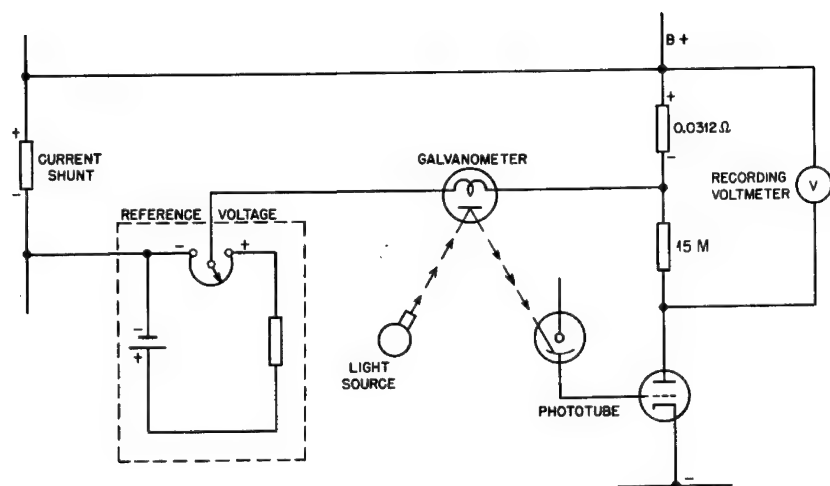 B+
+
+
0.0312Ω
GALVANOMETER
CURRENT
SHUNT
-
-
RECORDING
VOLTMETER
V
REFERENCE VOLTAGE
-
+
15 M
-
+
LIGHT
SOURCE
PHOTOTUBE
-